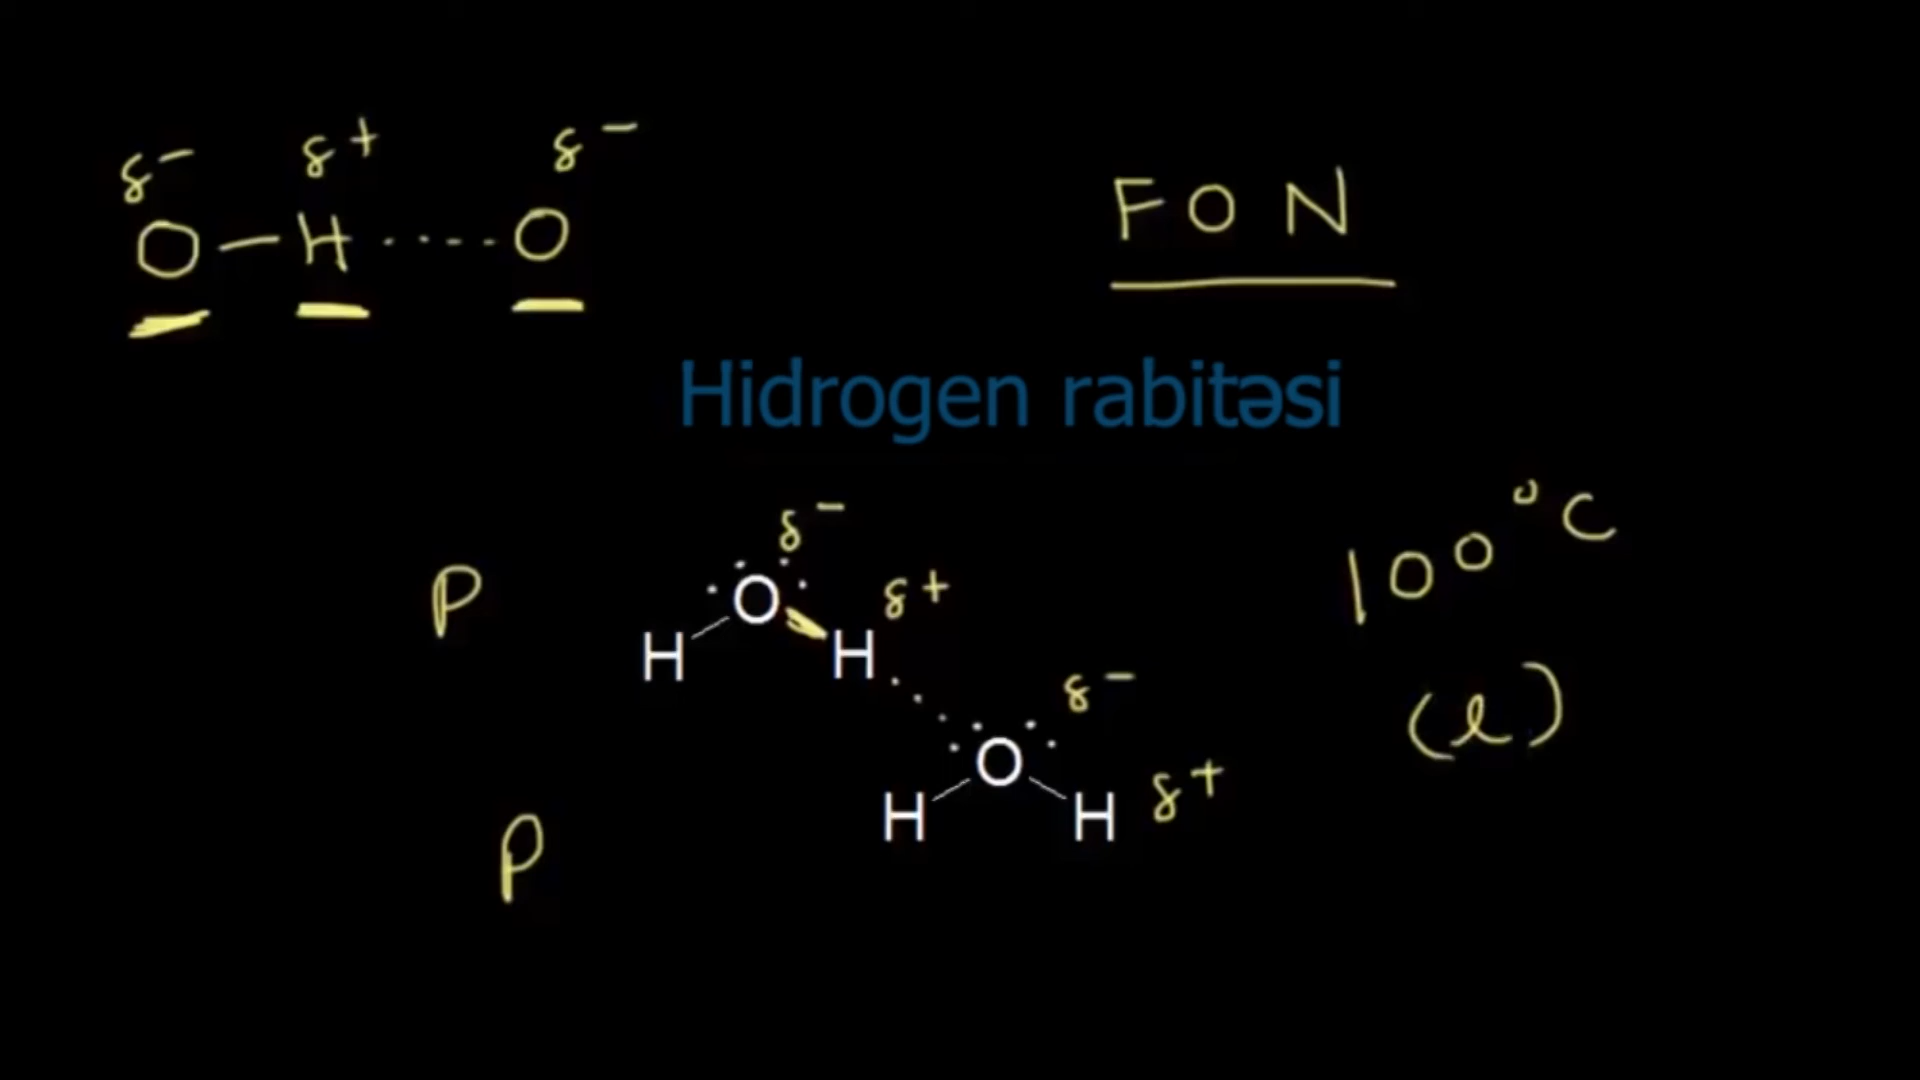 δ- δ+ δ-
O-H.....O
FON
Hidrogen rabitəsi
δ-
P
O δ+
H H
100°C
δ-
(l)
O
H H δ+
P